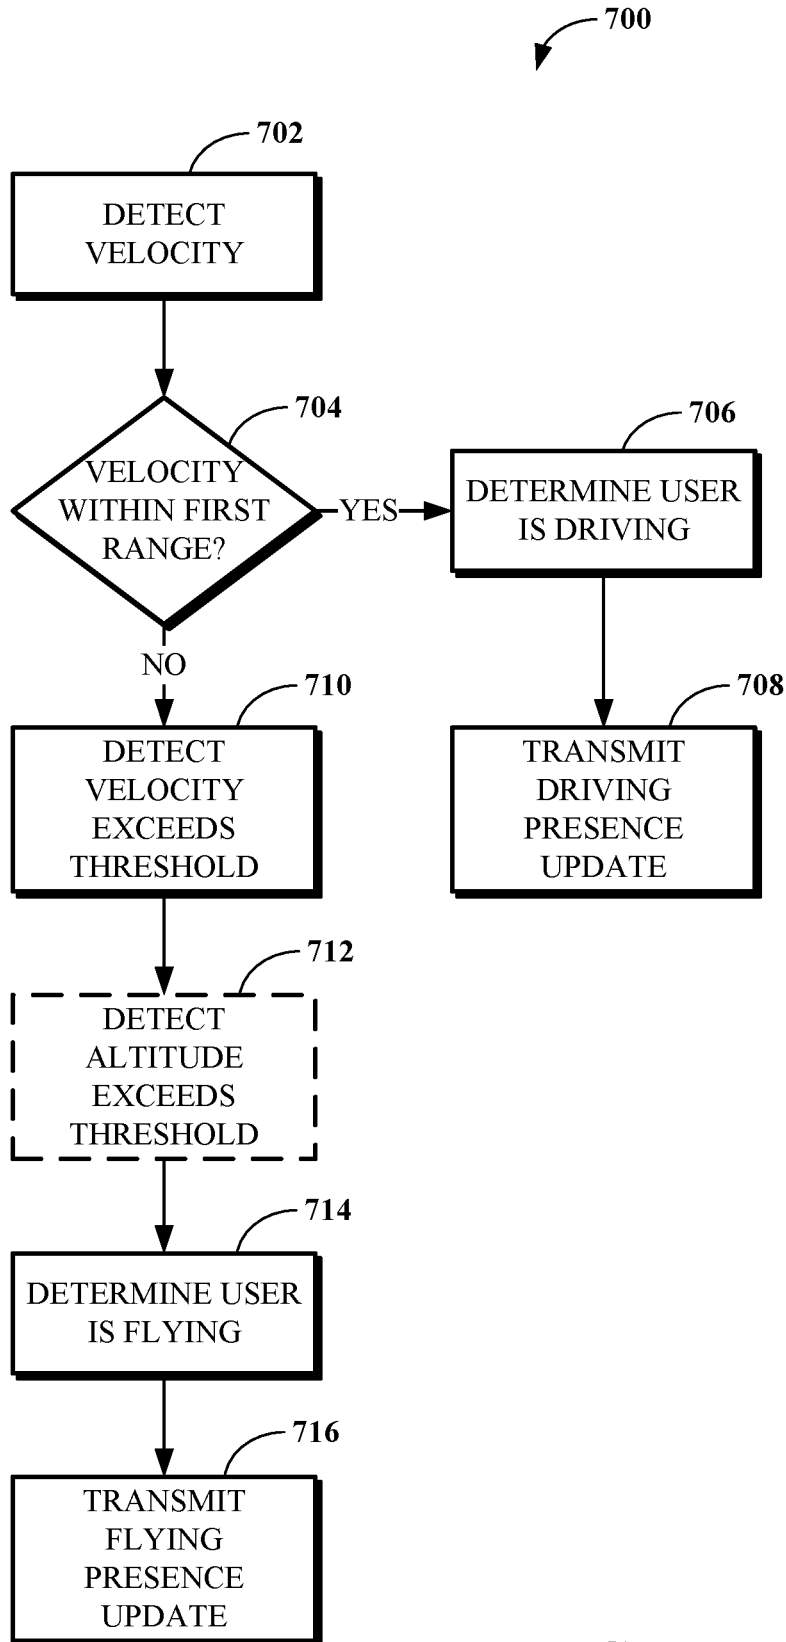 700
702
DETECT
VELOCITY
704
VELOCITY
WITHIN FIRST
RANGE?
YES
706
DETERMINE USER
IS DRIVING
NO
708
TRANSMIT
DRIVING
PRESENCE
UPDATE
710
DETECT
VELOCITY
EXCEEDS
THRESHOLD
712
DETECT
ALTITUDE
EXCEEDS
THRESHOLD
714
DETERMINE USER
IS FLYING
716
TRANSMIT
FLYING
PRESENCE
UPDATE